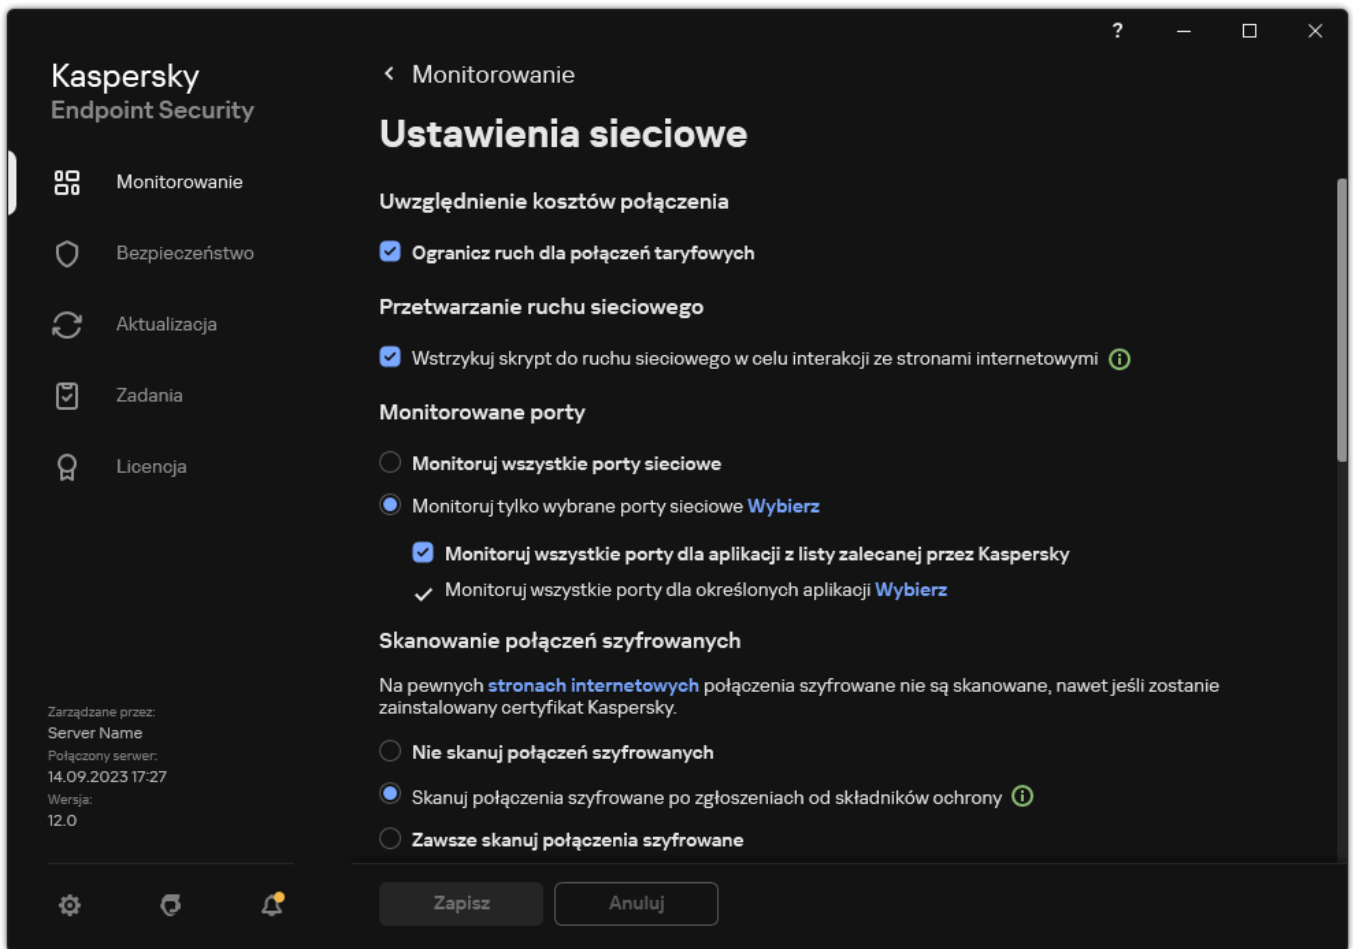 ?
Kaspersky
Endpoint Security
Monitorowanie
Bezpieczeństwo
Aktualizacja
Zadania
Licencja
Zarządzane przez:
Server Name
Połączony serwer:
14.09.2023 17:27
Wersja:
12.0
Monitorowanie
Ustawienia sieciowe
Uwzględnienie kosztów połączenia
Ogranicz ruch dla połączeń taryfowych
Przetwarzanie ruchu sieciowego
Wstrzykuj skrypt do ruchu sieciowego w celu interakcji ze stronami internetowymi
Monitorowane porty
Monitoruj wszystkie porty sieciowe
Monitoruj tylko wybrane porty sieciowe Wybierz
Monitoruj wszystkie porty dla aplikacji z listy zalecanej przez Kaspersky
Monitoruj wszystkie porty dla określonych aplikacji Wybierz
Skanowanie połączeń szyfrowanych
Na pewnych stronach internetowych połączenia szyfrowane nie są skanowane, nawet jeśli zostanie
zainstalowany certyfikat Kaspersky.
Nie skanuj połączeń szyfrowanych
Skanuj połączenia szyfrowane po zgłoszeniach od składników ochrony
Zawsze skanuj połączenia szyfrowane
Zapisz
Anuluj